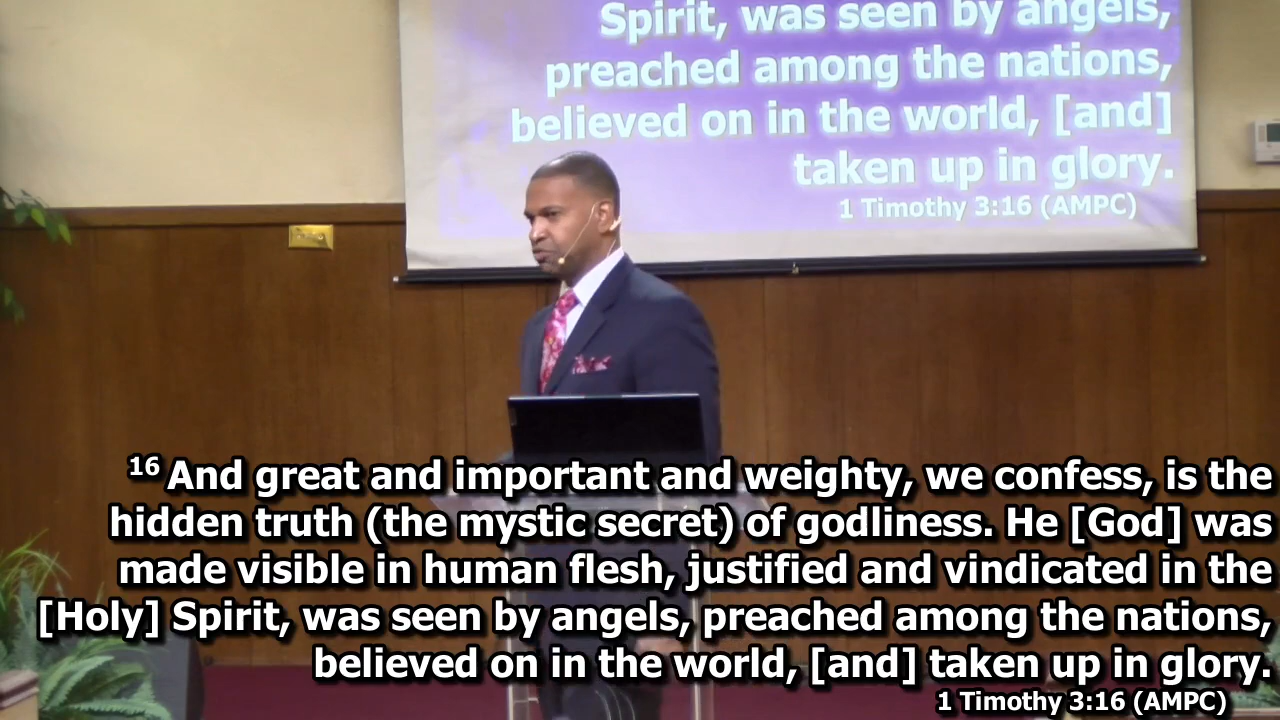 Spirit, was seen by angels,
preached among the nations,
believed on in the world, [and]
taken up in glory.
1 Timothy 3:16 (AMPC)
16 And great and important and weighty, we confess, is the
hidden truth (the mystic secret) of godliness. He [God] was
made visible in human flesh, justified and vindicated in the
[Holy] Spirit, was seen by angels, preached among the nations,
believed on in the world, [and] taken up in glory.
1 Timothy 3:16 (AMPC)